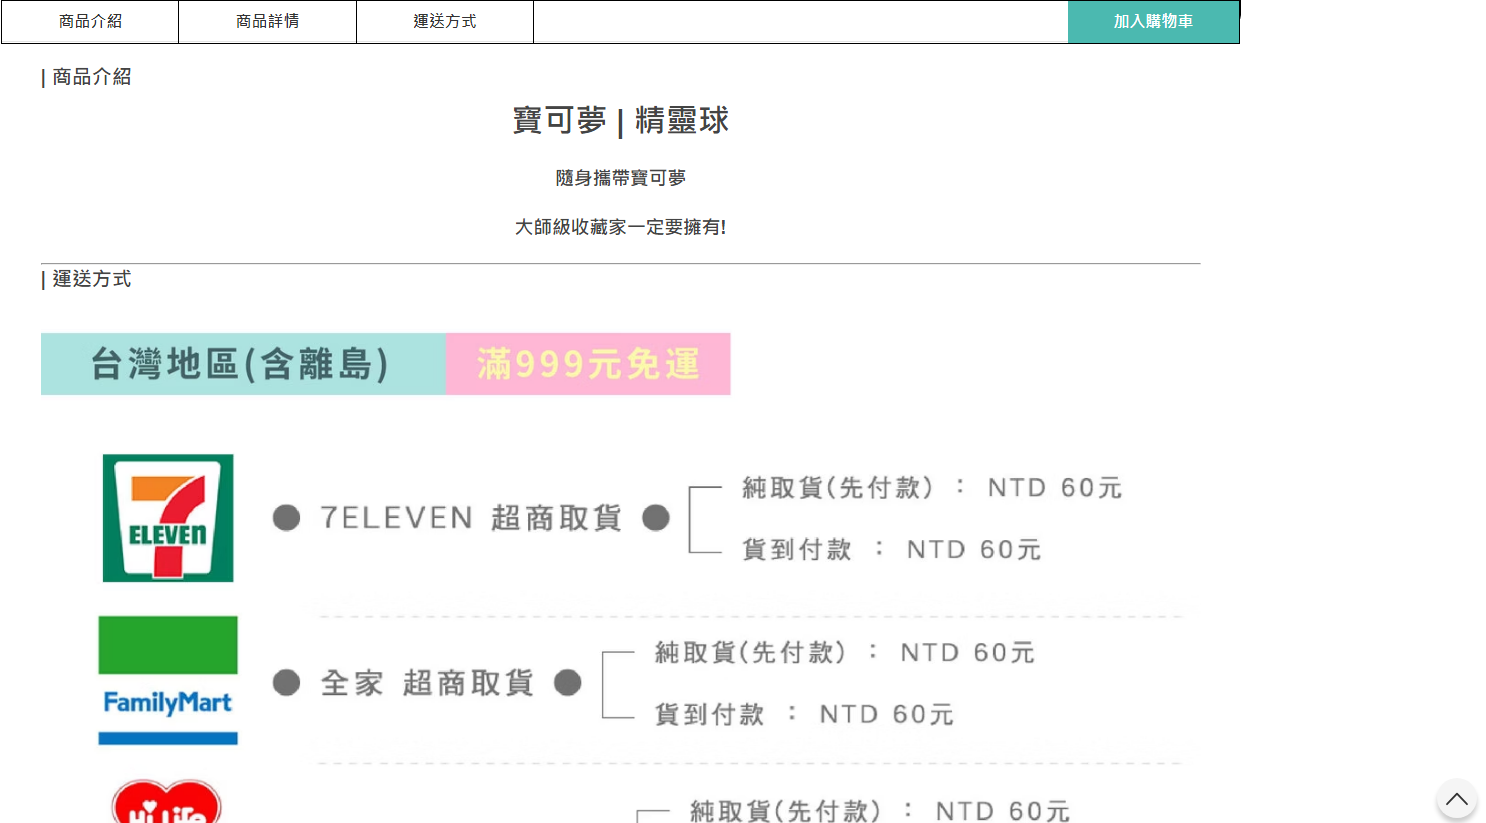 商品介紹
商品詳情
運送方式
加入購物車
| 商品介紹
寶可夢 | 精靈球
隨身攜帶寶可夢
大師級收藏家一定要擁有!
| 運送方式
台灣地區(含離島)
滿999元免運
7
ELEVEn
● 7ELEVEN 超商取貨 ●
純取貨(先付款) : NTD 60元
貨到付款 : NTD 60元
FamilyMart
● 全家 超商取貨 ●
純取貨(先付款) : NTD 60元
貨到付款 : NTD 60元
Hi Life
純取貨(先付款) : NTD 60元